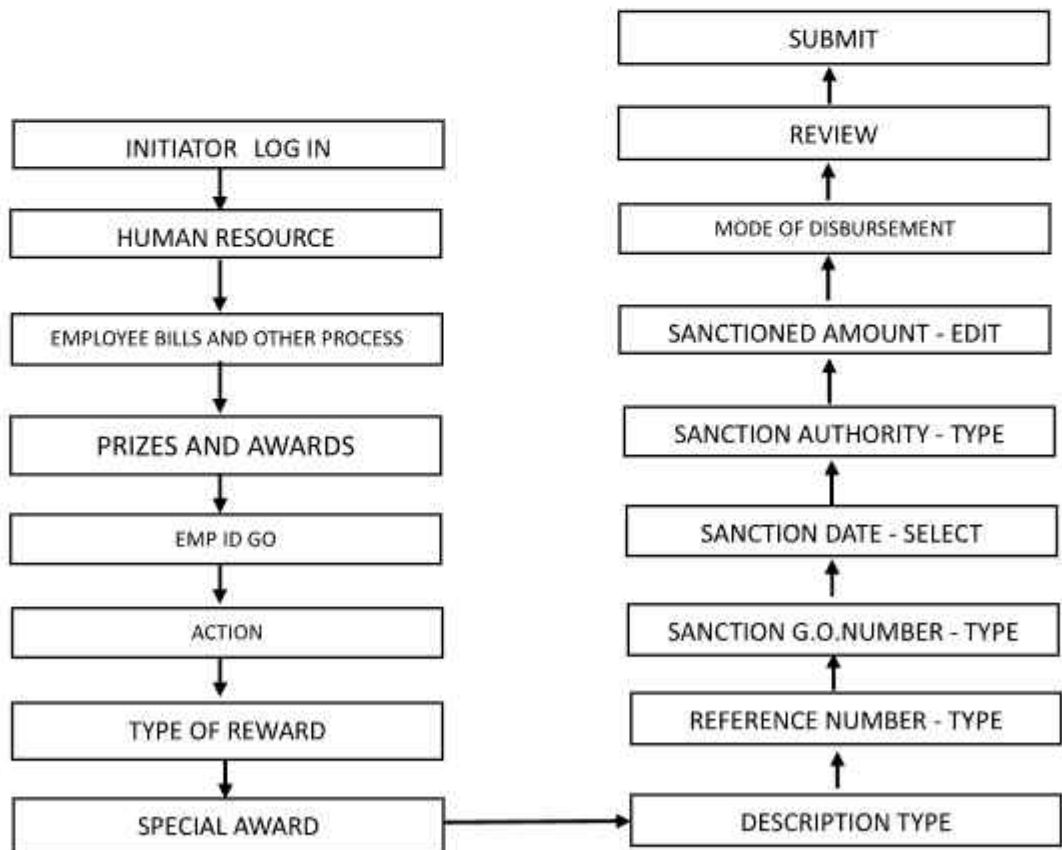 INITIATOR LOG IN
HUMAN RESOURCE
EMPLOYEE BILLS AND OTHER PROCESS
PRIZES AND AWARDS
EMP ID GO
ACTION
TYPE OF REWARD
SPECIAL AWARD
DESCRIPTION TYPE
REFERENCE NUMBER - TYPE
SANCTION G.O.NUMBER - TYPE
SANCTION DATE - SELECT
SANCTION AUTHORITY - TYPE
SANCTIONED AMOUNT - EDIT
MODE OF DISBURSEMENT
REVIEW
SUBMIT